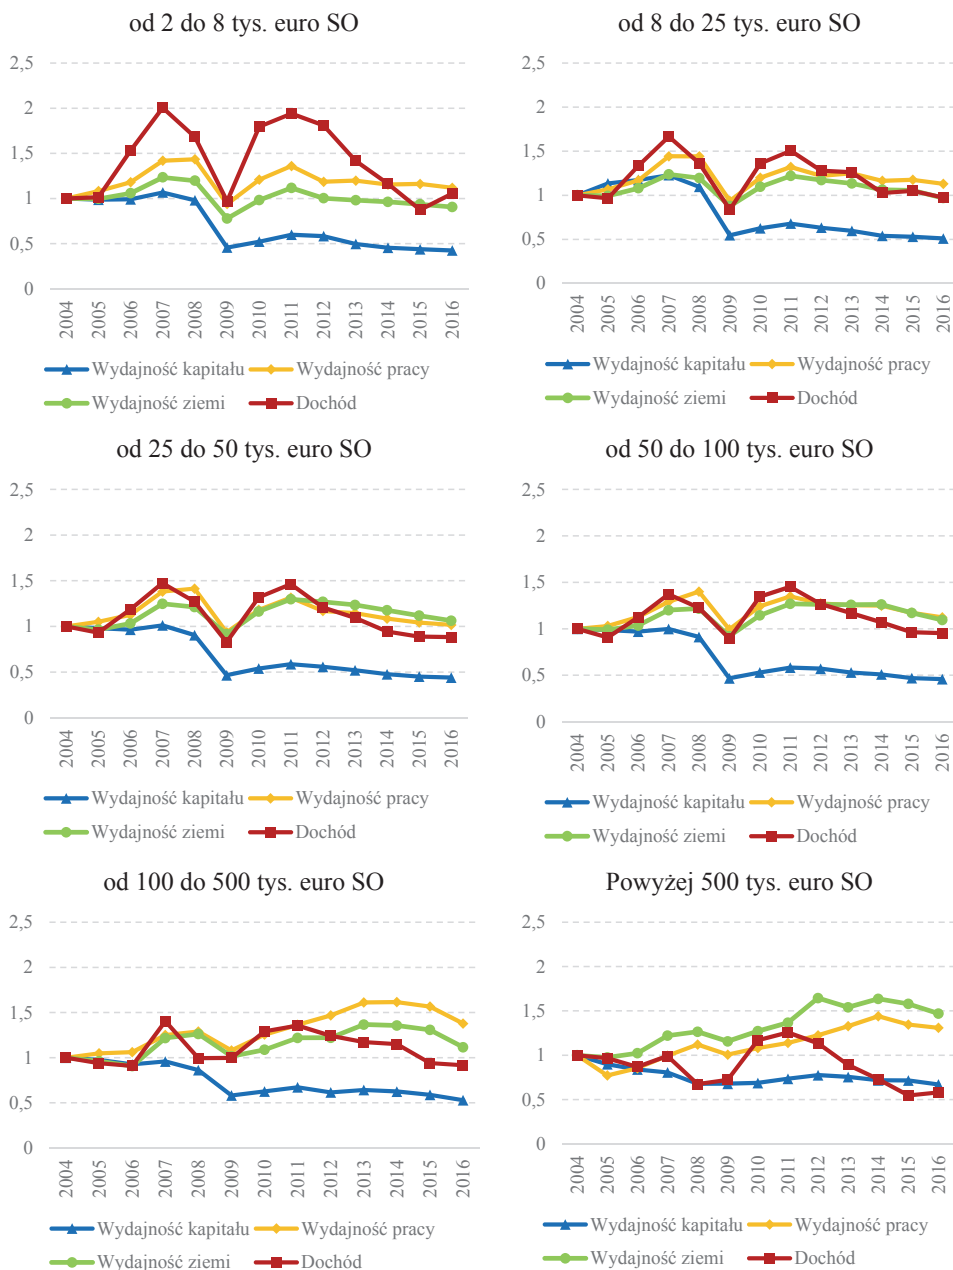 od 2 do 8 tys. euro SO
2,5
2
1,5
1
0,5
0
2004 2005 2006 2007 2008 2009 2010 2011 2012 2013 2014 2015 2016
Wydajność kapitału Wydajność pracy
Wydajność ziemi Dochód
od 8 do 25 tys. euro SO
2,5
2
1,5
1
0,5
0
2004 2005 2006 2007 2008 2009 2010 2011 2012 2013 2014 2015 2016
Wydajność kapitału Wydajność pracy
Wydajność ziemi Dochód
od 25 do 50 tys. euro SO
2,5
2
1,5
1
0,5
0
2004 2005 2006 2007 2008 2009 2010 2011 2012 2013 2014 2015 2016
Wydajność kapitału Wydajność pracy
Wydajność ziemi Dochód
od 50 do 100 tys. euro SO
2,5
2
1,5
1
0,5
0
2004 2005 2006 2007 2008 2009 2010 2011 2012 2013 2014 2015 2016
Wydajność kapitału Wydajność pracy
Wydajność ziemi Dochód
od 100 do 500 tys. euro SO
2,5
2
1,5
1
0,5
0
2004 2005 2006 2007 2008 2009 2010 2011 2012 2013 2014 2015 2016
Wydajność kapitału Wydajność pracy
Wydajność ziemi Dochód
Powyżej 500 tys. euro SO
2,5
2
1,5
1
0,5
0
2004 2005 2006 2007 2008 2009 2010 2011 2012 2013 2014 2015 2016
Wydajność kapitału Wydajność pracy
Wydajność ziemi Dochód